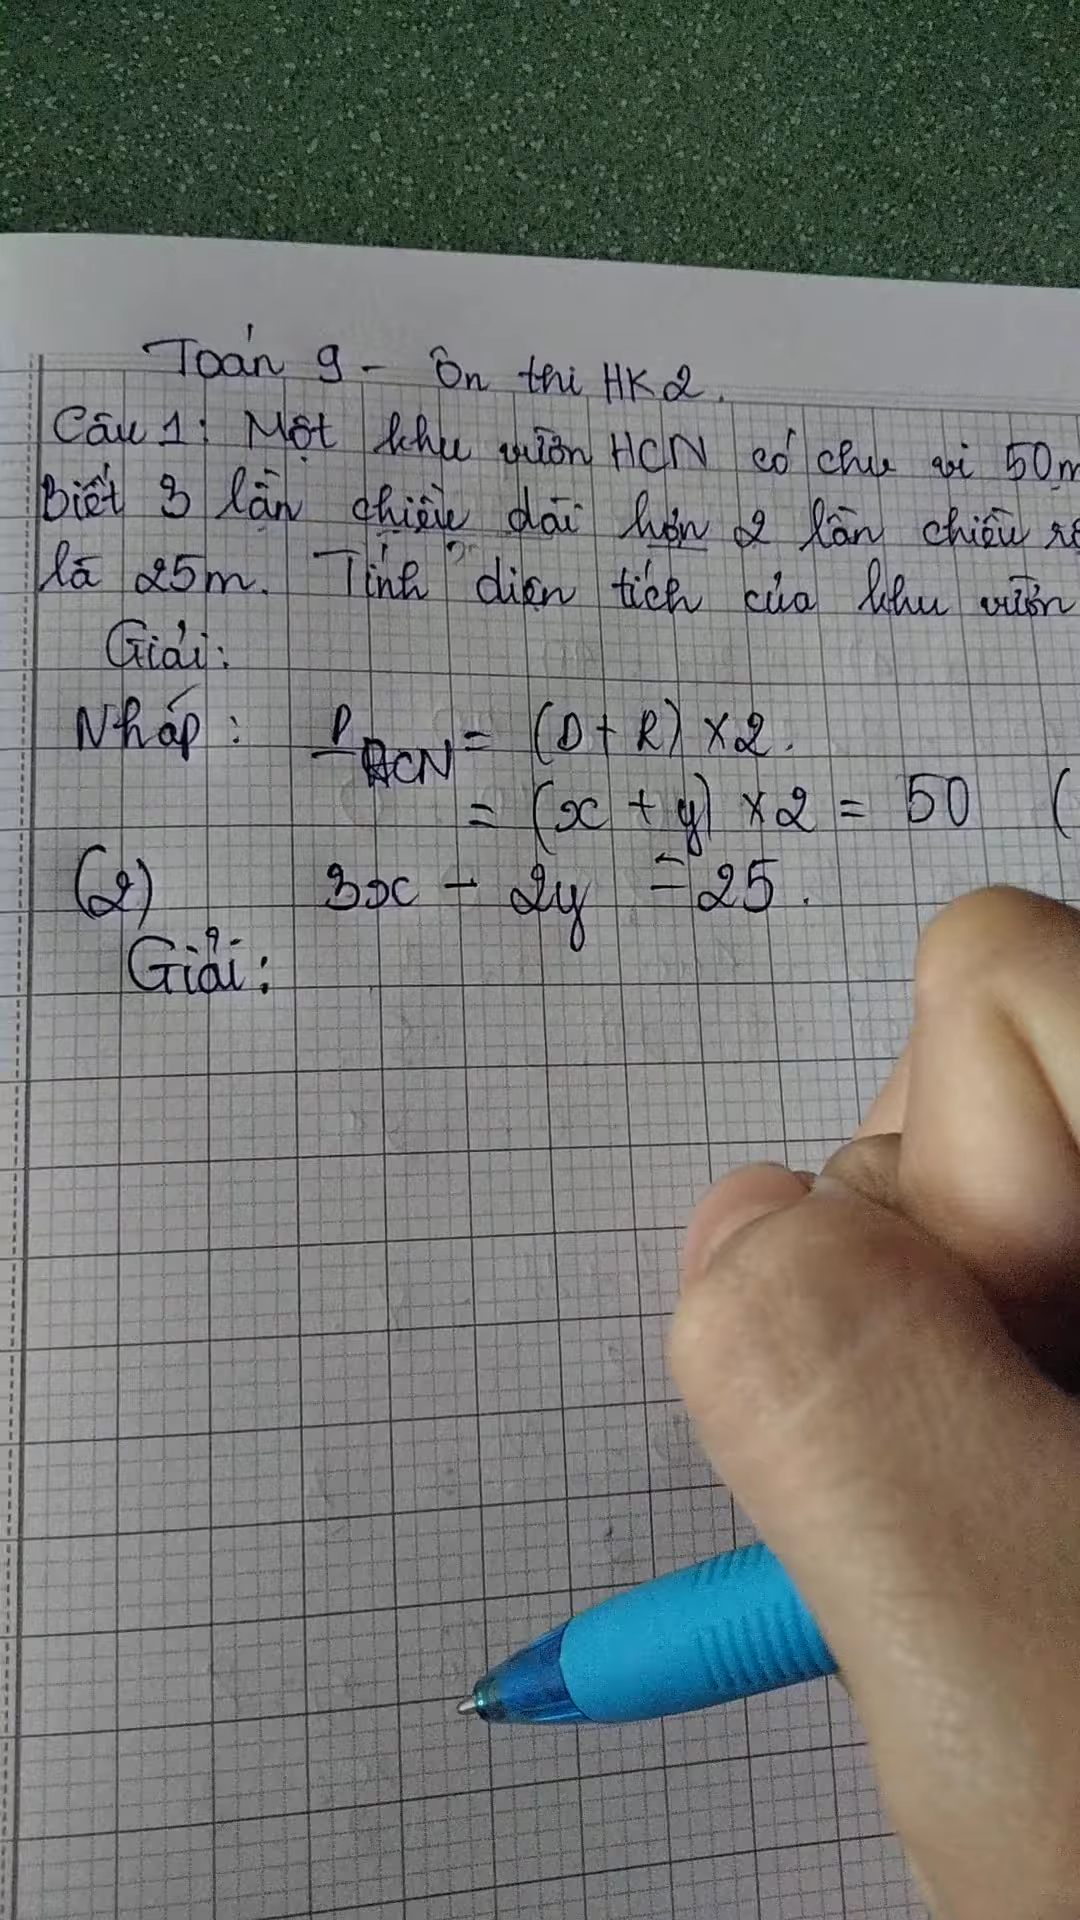 Toán 9 - Ôn thi HK2.
Câu 1: Một khu vườn HCN có chu vi 50m
Biết 3 lần chiều dài hơn 2 lần chiều
là 25m. Tính diện tích của khu vườn
Giải:
Nháp: P HCN = (D + R) × 2.
= (x + y) × 2 = 50 (
(2) 3x - 2y = 25.
Giải: